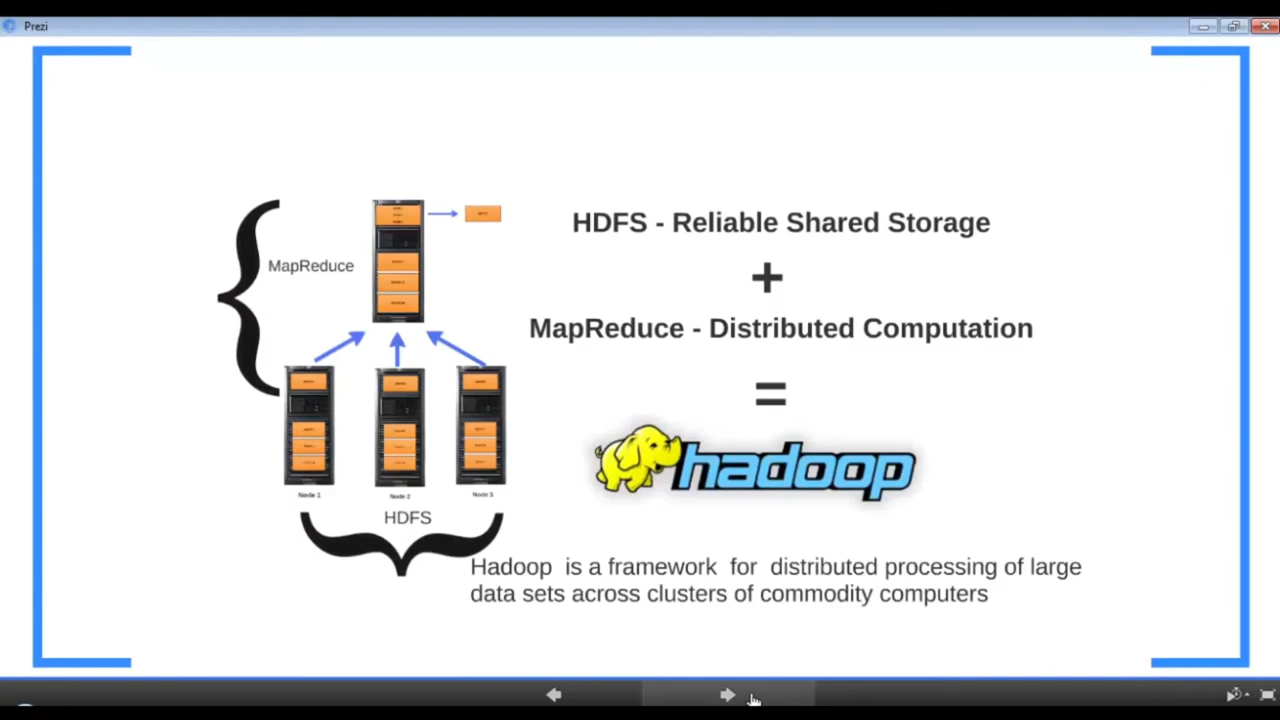 Prezi
MapReduce
HDFS - Reliable Shared Storage
+
MapReduce - Distributed Computation
=
hadoop
Node 1
Node 2
Node 3
HDFS
Hadoop is a framework for distributed processing of large
data sets across clusters of commodity computers